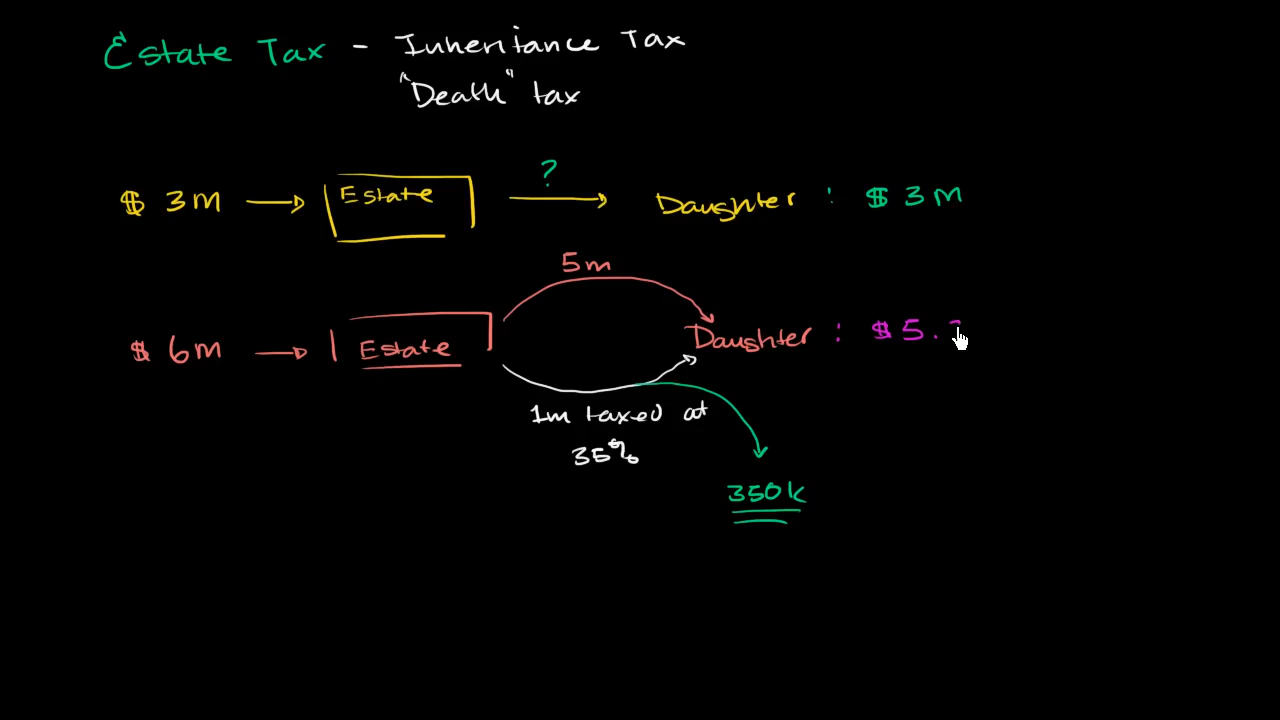 Estate Tax - Inheritance Tax
"Death" tax
?
$ 3m → Estate → Daughter : $ 3m
5m
$ 6m → Estate Daughter : $ 5.
1m taxed at
35%
350k